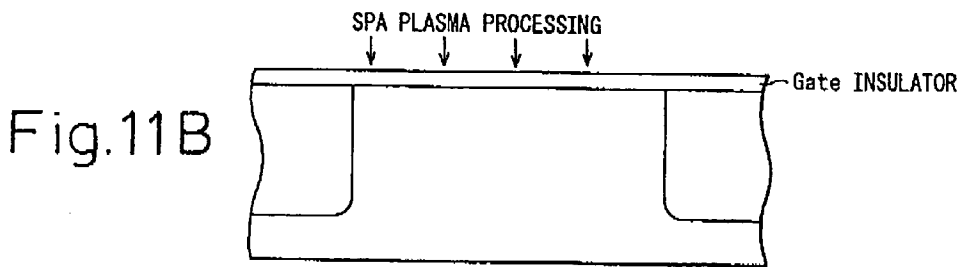 SPA PLASMA PROCESSING
Gate INSULATOR
Fig.11B